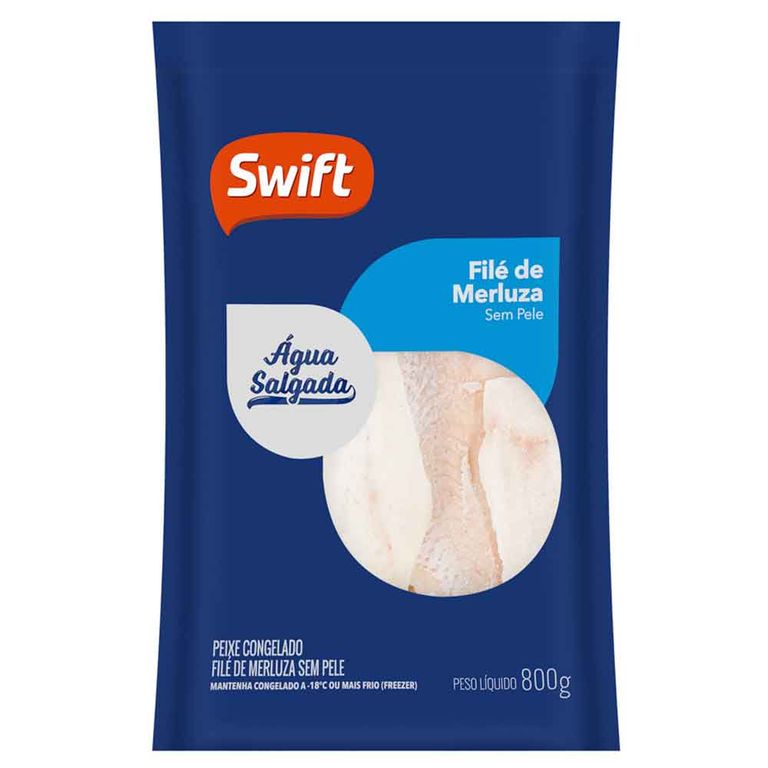 Swift
Filé de
Merluza
Sem Pele
Água
Salgada
PEIXE CONGELADO
FILÉ DE MERLUZA SEM PELE
MANTENHA CONGELADO A -18°C OU MAIS FRIO (FREEZER)
PESO LÍQUIDO 800g